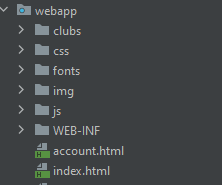 webapp
clubs
css
fonts
img
js
WEB-INF
account.html
index.html